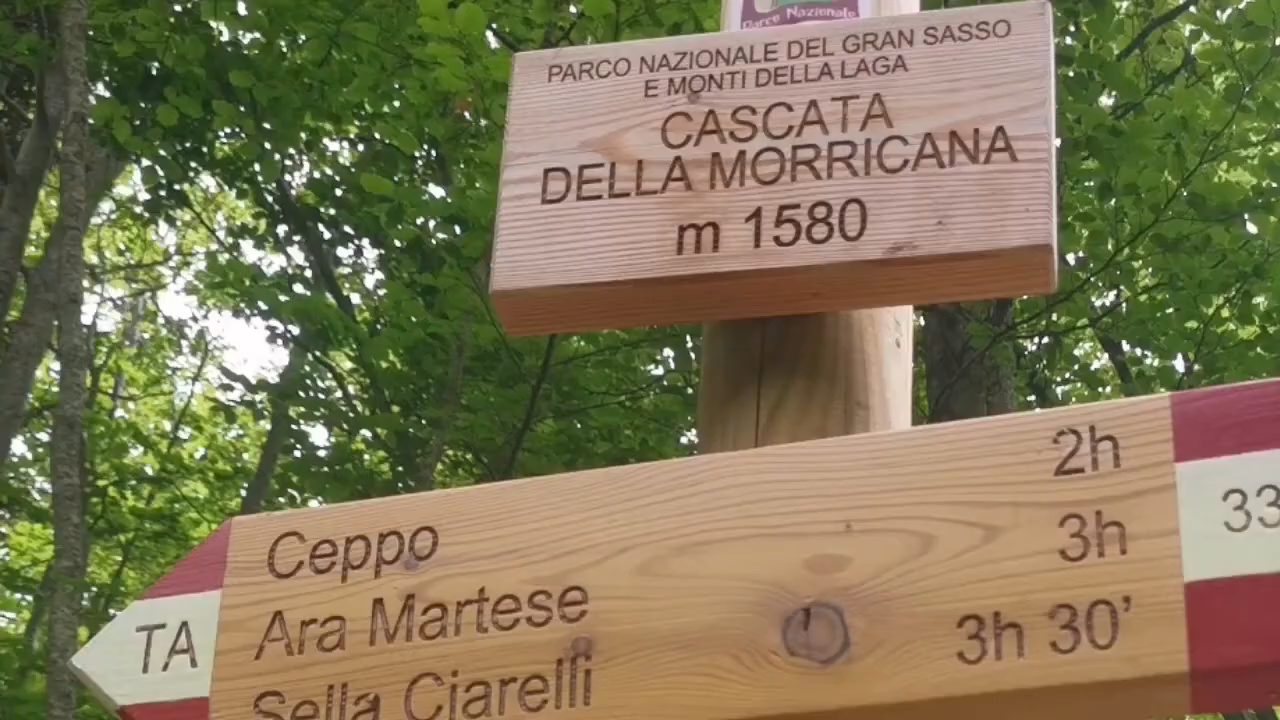 Parco Nazionale
PARCO NAZIONALE DEL GRAN SASSO
E MONTI DELLA LAGA
CASCATA
DELLA MORRICANA
m 1580
TA
Ceppo 2h
Ara Martese 3h
Sella Ciarelli 3h 30’
33